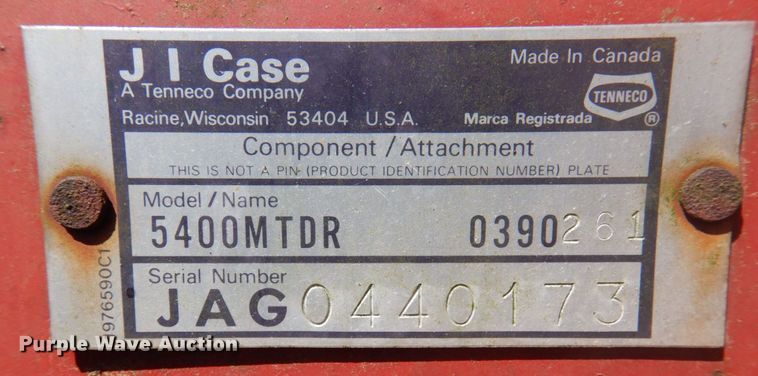 J I Case
A Tenneco Company
Racine, Wisconsin 53404 U.S.A.
Made In Canada
TENNECO
Marca Registrada ®
Component / Attachment
THIS IS NOT A PIN (PRODUCT IDENTIFICATION NUMBER) PLATE
Model / Name
5400MTDR 0390261
Serial Number
JAG0440173
5976590C1
Purple Wave Auction